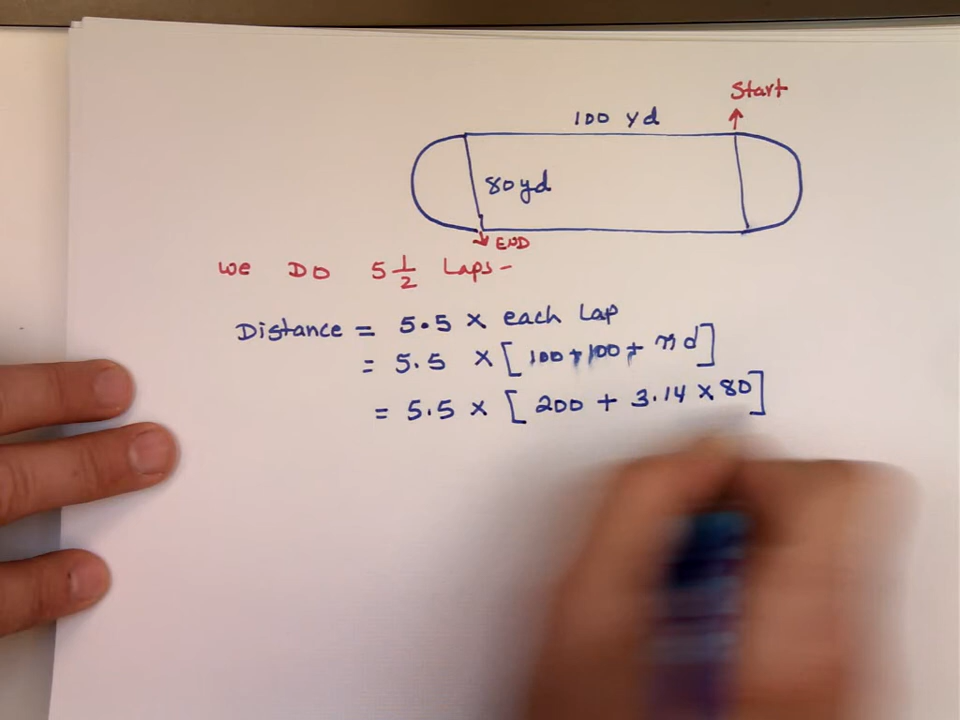 Start
100 yd
80yd
END
We DO 5 1/2 Laps-
Distance = 5.5 × each Lap
= 5.5 × [100+100+ πd]
= 5.5 × [200 + 3.14 × 80]